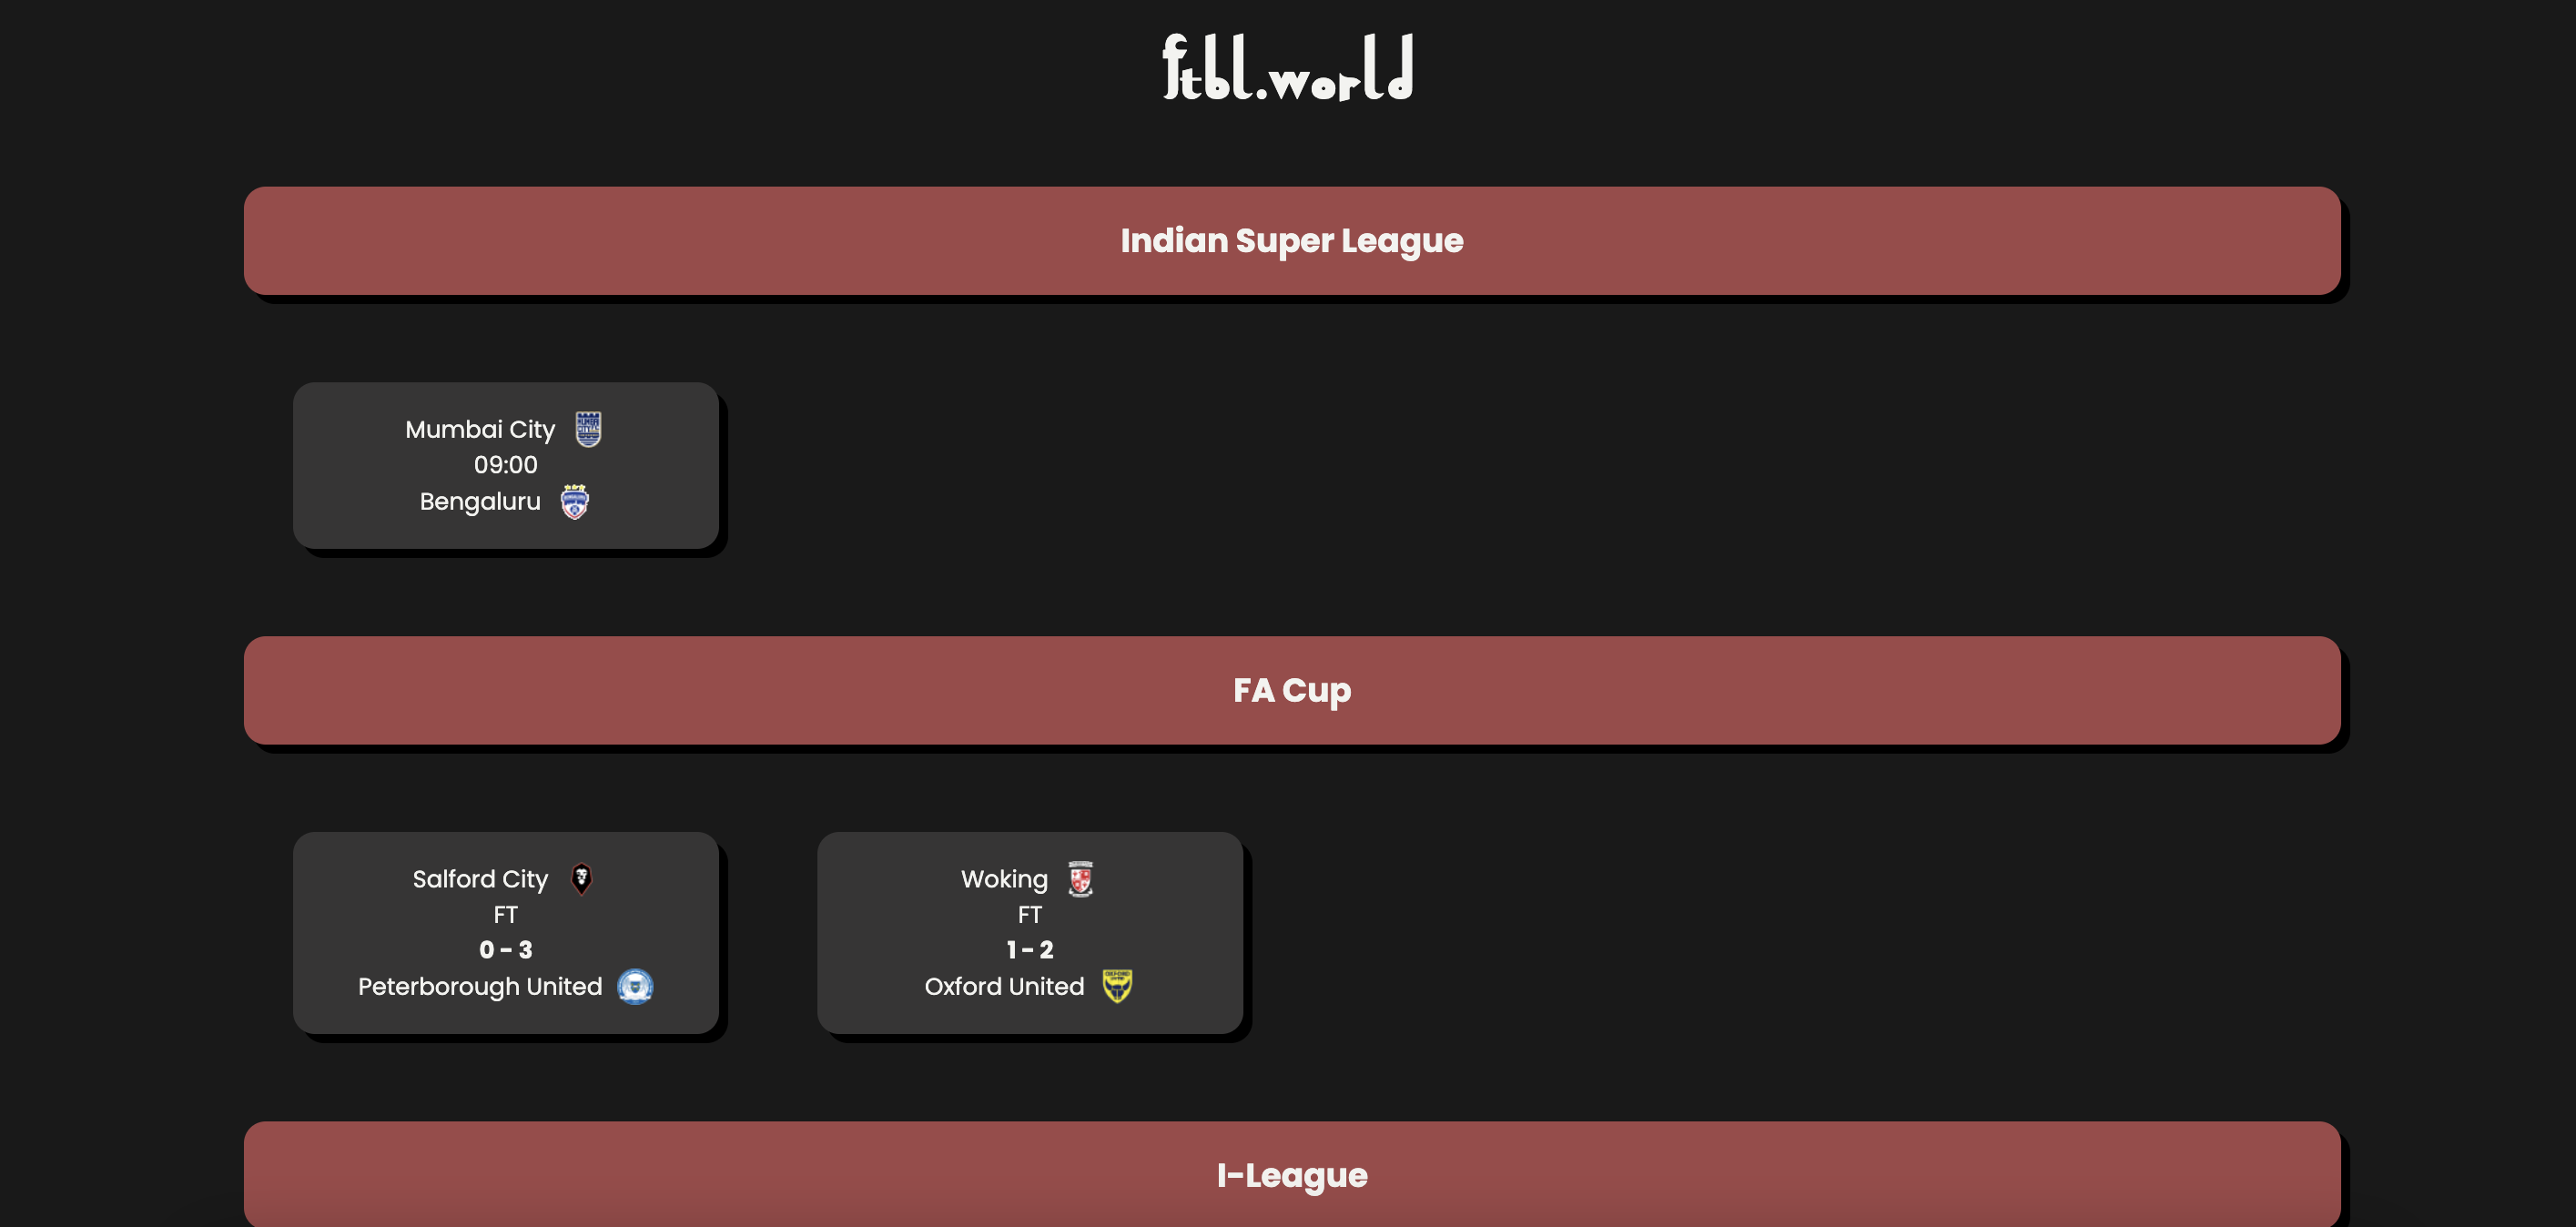 ftbl.world
Indian Super League
Mumbai City
09:00
Bengaluru
FA Cup
Salford City
FT
0 - 3
Peterborough United
Woking
FT
1 - 2
Oxford United
I-League